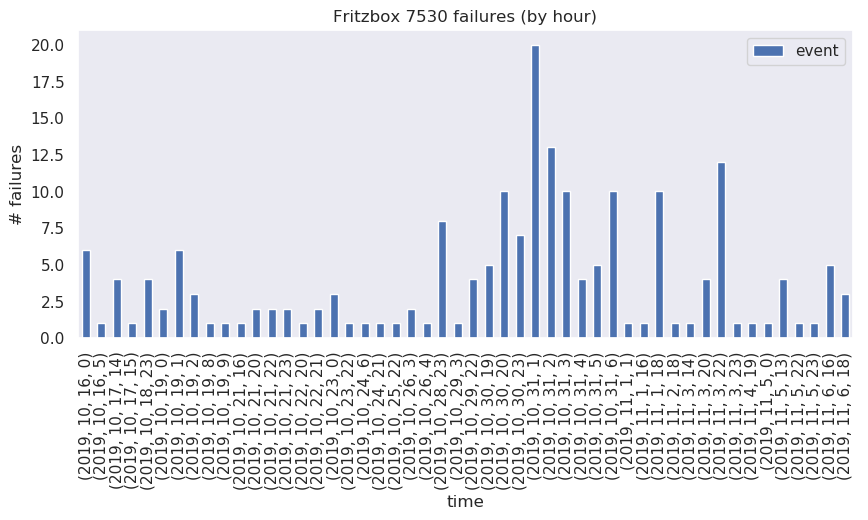 Fritzbox 7530 failures (by hour)
event
# failures
20.0
17.5
15.0
12.5
10.0
7.5
5.0
2.5
0.0
(2019, 10, 16, 0)
(2019, 10, 16, 5)
(2019, 10, 17, 14)
(2019, 10, 17, 15)
(2019, 10, 18, 23)
(2019, 10, 19, 0)
(2019, 10, 19, 1)
(2019, 10, 19, 2)
(2019, 10, 19, 8)
(2019, 10, 19, 9)
(2019, 10, 21, 16)
(2019, 10, 21, 20)
(2019, 10, 21, 22)
(2019, 10, 21, 23)
(2019, 10, 22, 20)
(2019, 10, 22, 21)
(2019, 10, 23, 0)
(2019, 10, 23, 22)
(2019, 10, 24, 6)
(2019, 10, 24, 21)
(2019, 10, 25, 22)
(2019, 10, 26, 3)
(2019, 10, 26, 4)
(2019, 10, 28, 23)
(2019, 10, 29, 3)
(2019, 10, 29, 22)
(2019, 10, 30, 19)
(2019, 10, 30, 20)
(2019, 10, 30, 23)
(2019, 10, 31, 1)
(2019, 10, 31, 2)
(2019, 10, 31, 3)
(2019, 10, 31, 4)
(2019, 10, 31, 5)
(2019, 10, 31, 6)
(2019, 11, 1, 1)
(2019, 11, 1, 16)
(2019, 11, 1, 18)
(2019, 11, 2, 18)
(2019, 11, 3, 14)
(2019, 11, 3, 20)
(2019, 11, 3, 22)
(2019, 11, 3, 23)
(2019, 11, 4, 19)
(2019, 11, 5, 0)
(2019, 11, 5, 13)
(2019, 11, 5, 22)
(2019, 11, 5, 23)
(2019, 11, 6, 16)
(2019, 11, 6, 18)
time